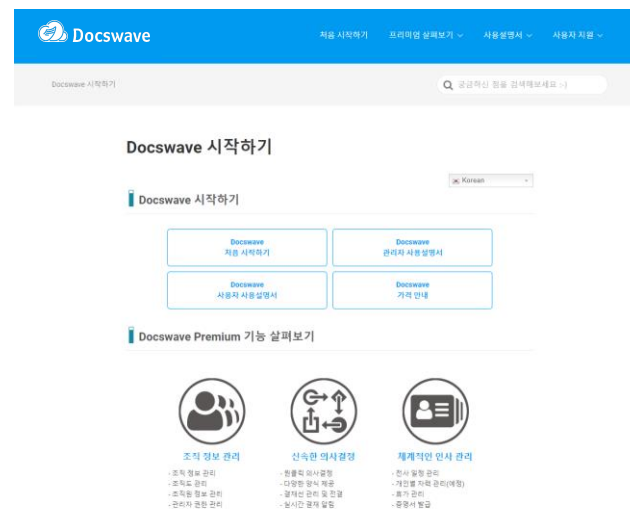 Docswave
처음 시작하기 프리미엄 살펴보기 사용설명서 사용자 지원
Docswave 시작하기
궁금하신 점을 검색해보세요 :-)
Docswave 시작하기
Korean
Docswave 시작하기
Docswave
처음 시작하기
Docswave
관리자 사용설명서
Docswave
사용자 사용설명서
Docswave
가격 안내
Docswave Premium 기능 살펴보기
조직 정보 관리
- 조직 정보 관리
- 조직도 관리
- 조직원 정보 관리
- 관리자 권한 관리
신속한 의사결정
- 원클릭 의사결정
- 다양한 양식 제공
- 결재선 관리 및 전결
- 실시간 결재 알림
체계적인 인사 관리
- 전사 일정 관리
- 개인별 자력 관리(예정)
- 휴가 관리
- 증명서 발급